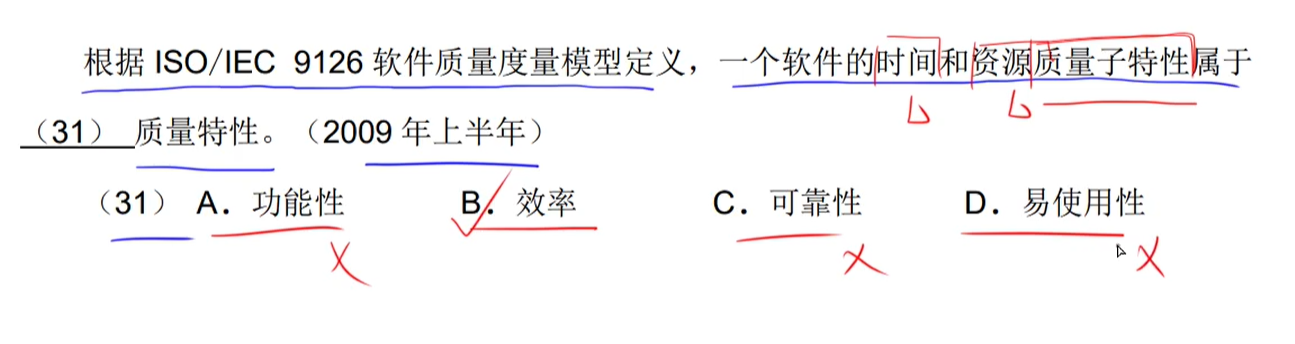 根据 ISO/IEC 9126 软件质量度量模型定义，一个软件的时间和资源质量子特性属于
（31） 质量特性。（2009 年上半年）
（31） A．功能性 B．效率 C．可靠性 D．易使用性